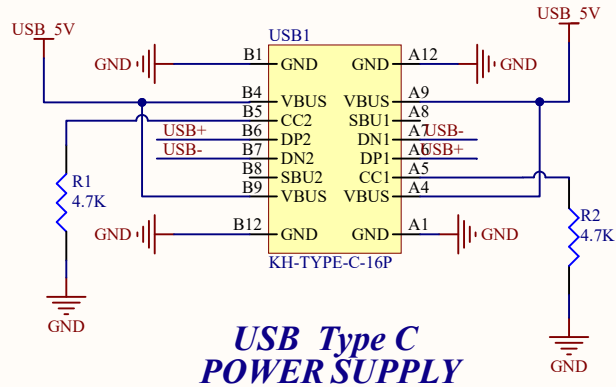 USB_5V
USB_5V
USB1
GND
B1
GND
GND
A12
GND
B4
VBUS
VBUS
A9
B5
CC2
SBU1
A8
USB+
B6
DP2
DN1
A7
USB-
USB-
B7
DN2
DP1
A6
USB+
B8
SBU2
CC1
A5
R1
4.7K
B9
VBUS
VBUS
A4
GND
B12
GND
GND
A1
GND
R2
4.7K
KH-TYPE-C-16P
GND
GND
USB Type C
POWER SUPPLY